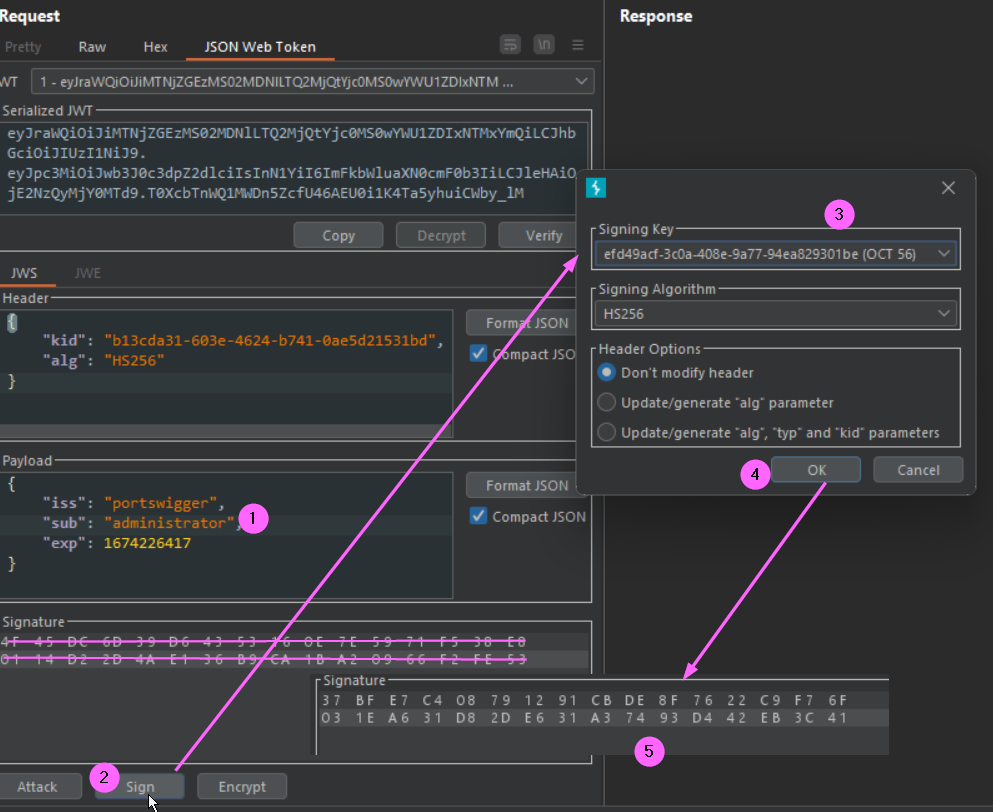 Request
Response
Pretty Raw Hex JSON Web Token \n
WT 1 - eyJraWQiOiJiMTNjZGEzMS02MDNlLTQ2MjQtYjc0MS0wYWU1ZDIxNTM ...
Serialized JWT
eyJraWQiOiJiMTNjZGEzMS02MDNlLTQ2MjQtYjc0MS0wYWU1ZDIxNTMxYmQiLCJhb
GciOiJIUzI1NiJ9.
eyJpc3MiOiJwb3J0c3dpZ2dlciIsInN1YiI6ImFkbWluaXN0cmF0b3IiLCJleHAiO
jE2NzQyMjY0MTd9.T0XcbTnWQ1MWDn5ZcfU46AEU0i1K4Ta5yhuiCWby_lM
Copy Decrypt Verify
JWS JWE
Header
{
"kid": "b13cda31-603e-4624-b741-0ae5d21531bd",
"alg": "HS256"
}
Format JSON
Compact JSO
Payload
{
"iss": "portswigger",
"sub": "administrator",
"exp": 1674226417
}
1
Format JSON
Compact JSON
Signature
4F 45 DC 6D 39 D6 43 53 16 0E 7E 59 71 F5 38 E8
01 14 D2 2D 4A E1 36 B9 CA 1B A2 09 66 F2 FE 53
2
Attack Sign Encrypt
3
Signing Key
efd49acf-3c0a-408e-9a77-94ea829301be (OCT 56)
Signing Algorithm
HS256
Header Options
Don't modify header
Update/generate "alg" parameter
Update/generate "alg", "typ" and "kid" parameters
4
OK Cancel
Signature
37 BF E7 C4 08 79 12 91 CB DE 8F 76 22 C9 F7 6F
03 1E A6 31 D8 2D E6 31 A3 74 93 D4 42 EB 3C 41
5